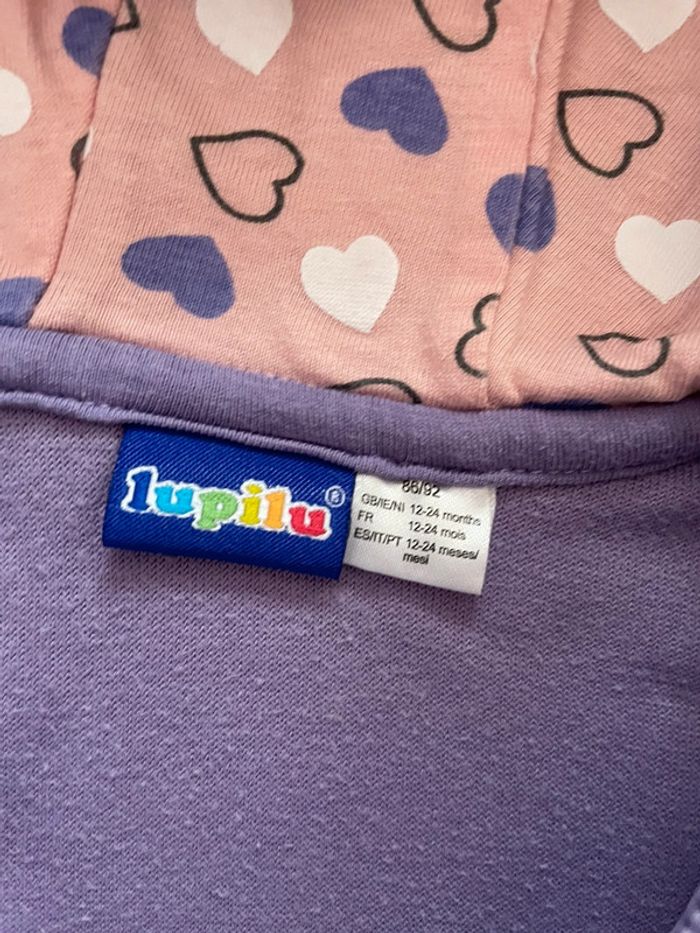 lupilu®
86/92
GB/IE/NI 12-24 months
FR 12-24 mois
ES/IT/PT 12-24 meses/
mesi